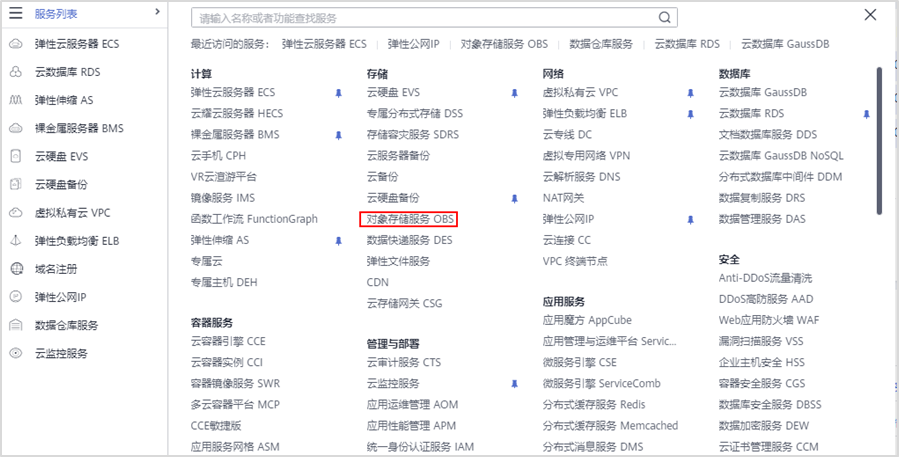 服务列表
弹性云服务器 ECS
云数据库 RDS
弹性伸缩 AS
裸金属服务器 BMS
云硬盘 EVS
云硬盘备份
虚拟私有云 VPC
弹性负载均衡 ELB
域名注册
弹性公网IP
数据仓库服务
云监控服务
请输入名称或者功能查找服务
最近访问的服务： 弹性云服务器 ECS 弹性公网IP 对象存储服务 OBS 数据仓库服务 云数据库 RDS 云数据库 GaussDB
计算
弹性云服务器 ECS
云耀云服务器 HECS
裸金属服务器 BMS
云手机 CPH
VR云渲游平台
镜像服务 IMS
函数工作流 FunctionGraph
弹性伸缩 AS
专属云
专属主机 DEH
容器服务
云容器引擎 CCE
云容器实例 CCI
容器镜像服务 SWR
多云容器平台 MCP
CCE敏捷版
应用服务网格 ASM
存储
云硬盘 EVS
专属分布式存储 DSS
存储容灾服务 SDRS
云服务器备份
云备份
云硬盘备份
对象存储服务 OBS
数据快递服务 DES
弹性文件服务
CDN
云存储网关 CSG
管理与部署
云审计服务 CTS
云监控服务
应用运维管理 AOM
应用性能管理 APM
统一身份认证服务 IAM
网络
虚拟私有云 VPC
弹性负载均衡 ELB
云专线 DC
虚拟专用网络 VPN
云解析服务 DNS
NAT网关
弹性公网IP
云连接 CC
VPC 终端节点
应用服务
应用魔方 AppCube
应用管理与运维平台 Servic...
微服务引擎 CSE
微服务引擎 ServiceComb
分布式缓存服务 Redis
分布式缓存服务 Memcached
分布式消息服务 DMS
数据库
云数据库 GaussDB
云数据库 RDS
文档数据库服务 DDS
云数据库 GaussDB NoSQL
分布式数据库中间件 DDM
数据复制服务 DRS
数据管理服务 DAS
安全
Anti-DDoS流量清洗
DDoS高防服务 AAD
Web应用防火墙 WAF
漏洞扫描服务 VSS
企业主机安全 HSS
容器安全服务 CGS
数据库安全服务 DBSS
数据加密服务 DEW
云证书管理服务 CCM